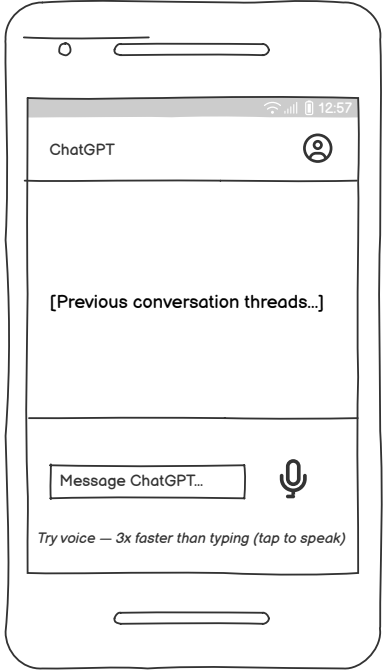 12:57
ChatGPT
[Previous conversation threads...]
Message ChatGPT...
Try voice — 3x faster than typing (tap to speak)